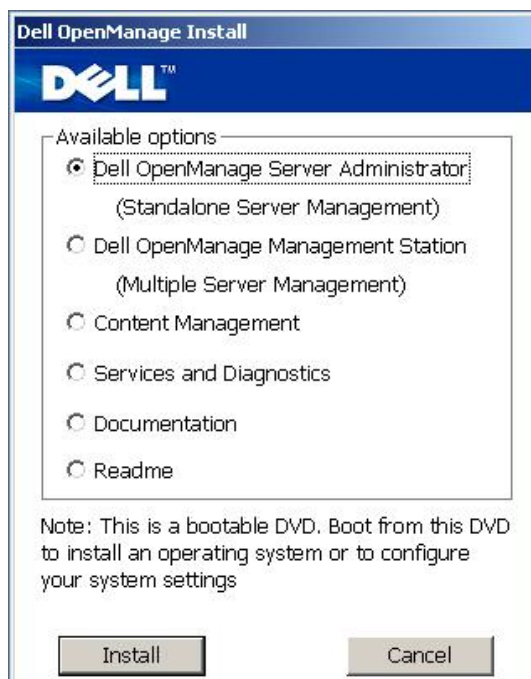 Dell OpenManage Install
DELL™
Available options
Dell OpenManage Server Administrator
(Standalone Server Management)
Dell OpenManage Management Station
(Multiple Server Management)
Content Management
Services and Diagnostics
Documentation
Readme
Note: This is a bootable DVD. Boot from this DVD
to install an operating system or to configure
your system settings
Install
Cancel